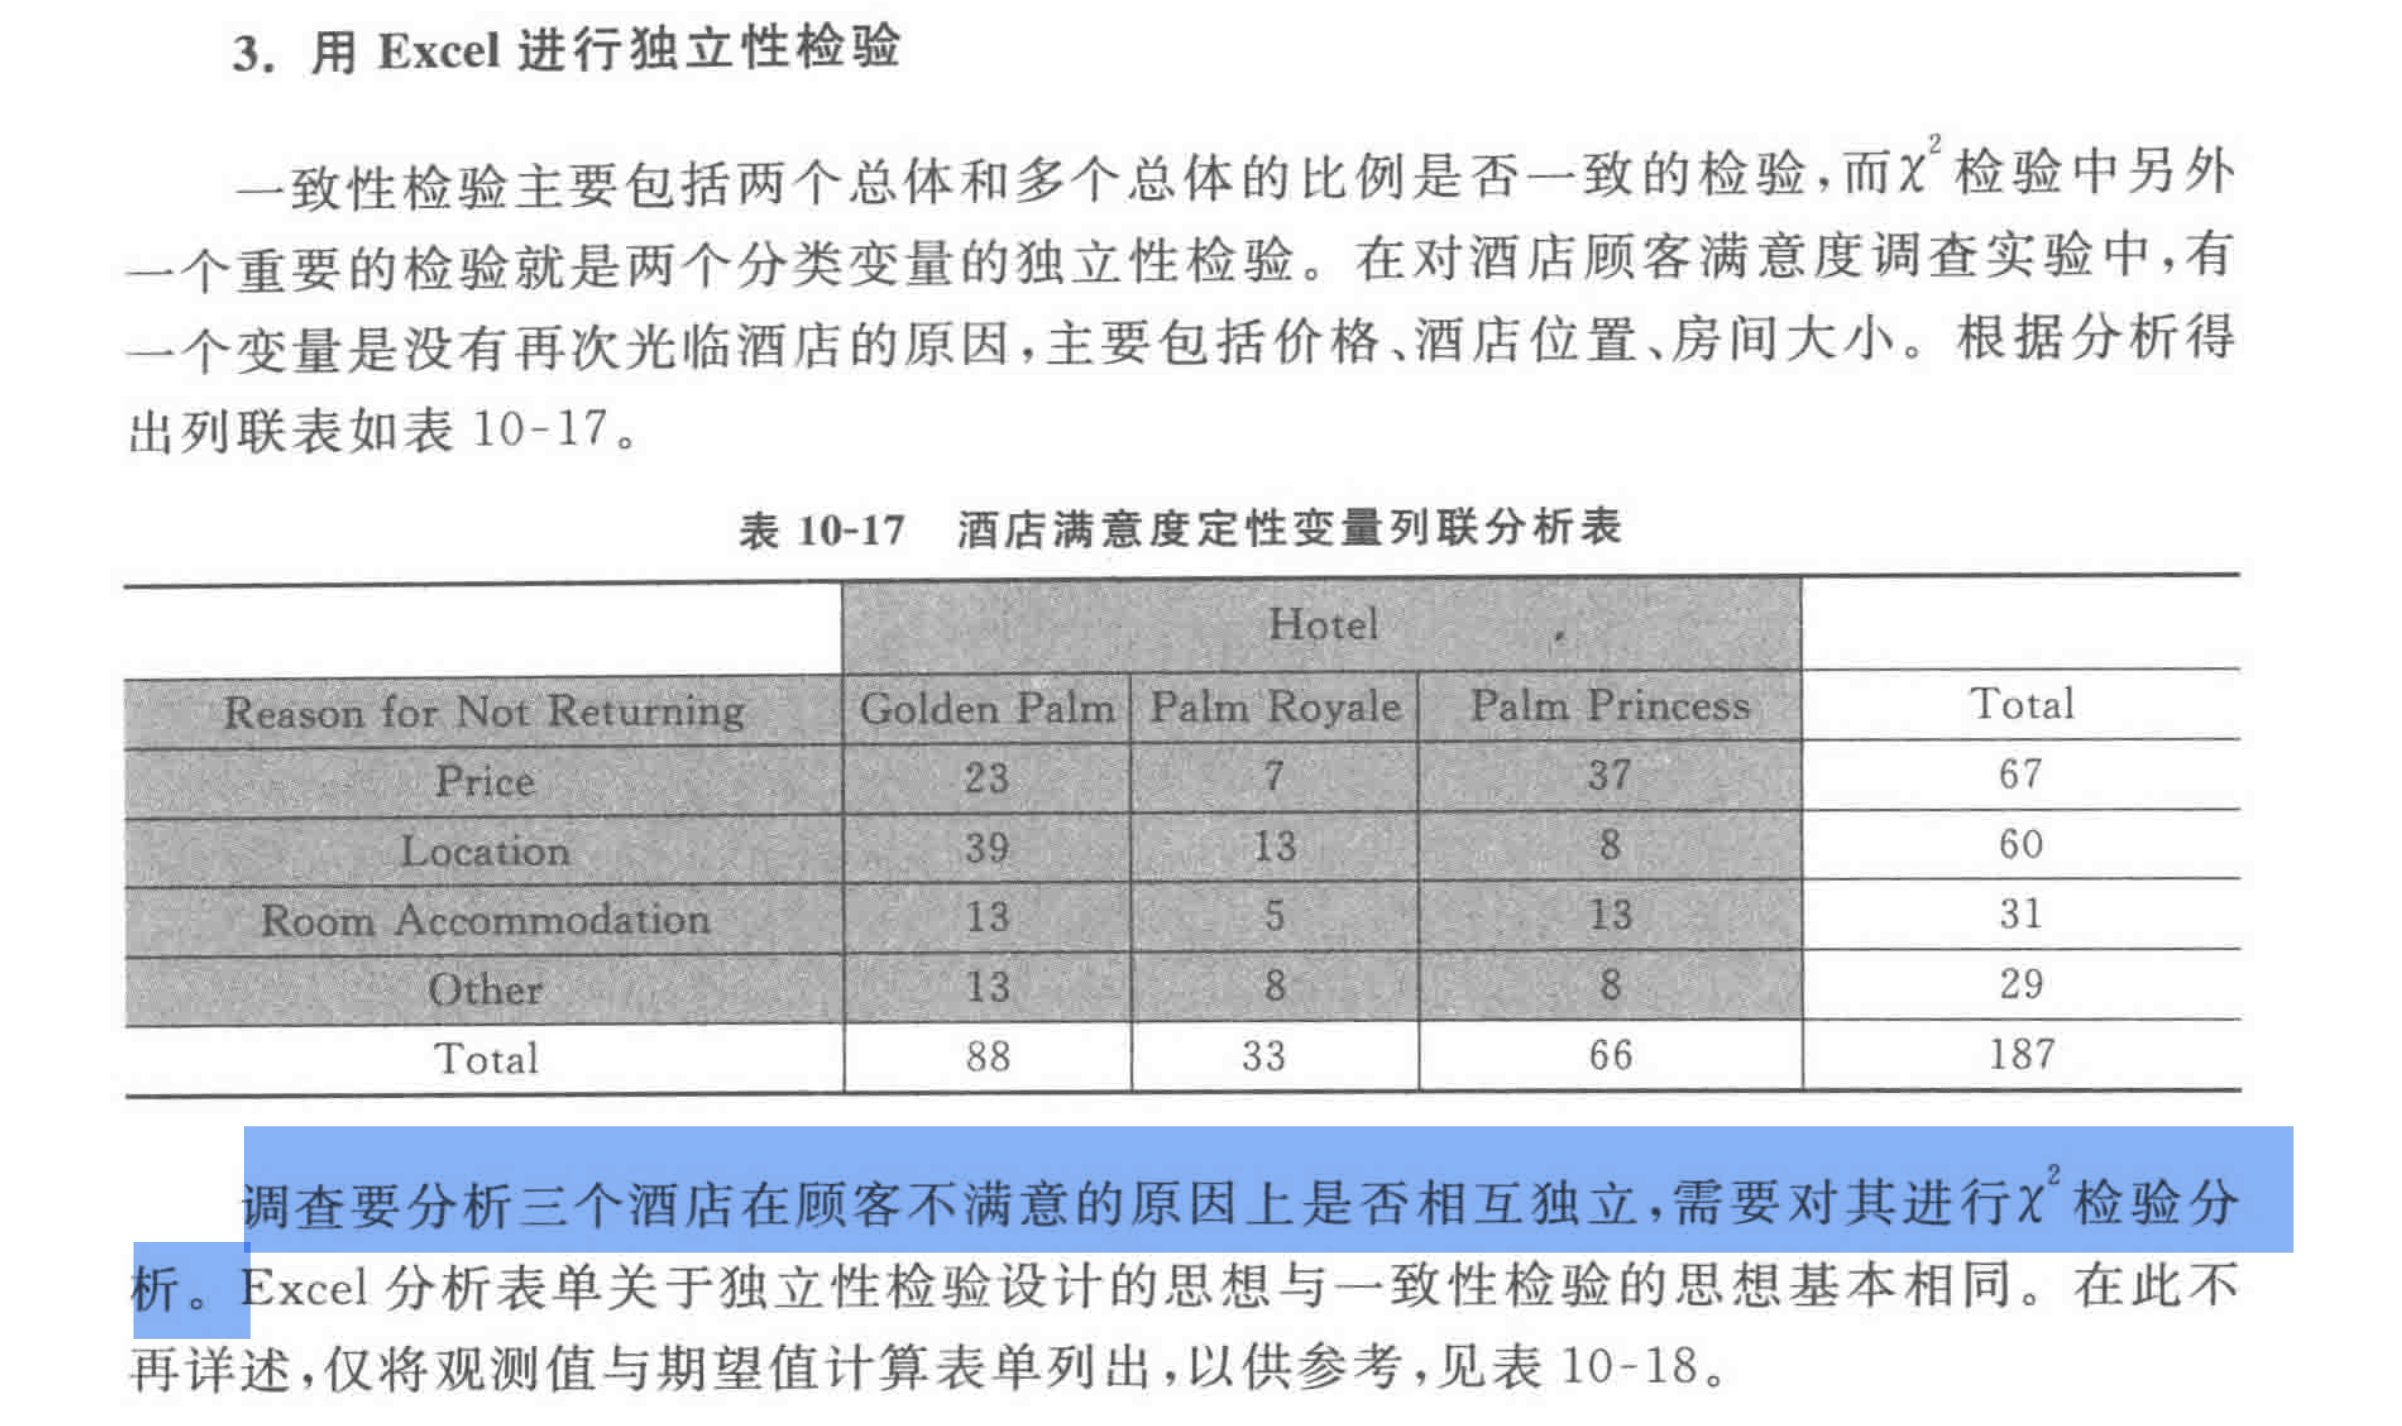 3. 用 Excel 进行独立性检验
一致性检验主要包括两个总体和多个总体的比例是否一致的检验,而χ²检验中另外
一个重要的检验就是两个分类变量的独立性检验。在对酒店顾客满意度调查实验中,有
一个变量是没有再次光临酒店的原因,主要包括价格、酒店位置、房间大小。根据分析得
出列联表如表 10-17。
表 10-17 酒店满意度定性变量列联分析表
Hotel
Reason for Not Returning Golden Palm Palm Royale Palm Princess Total
Price 23 7 37 67
Location 39 13 8 60
Room Accommodation 13 5 13 31
Other 13 8 8 29
Total 88 33 66 187
调查要分析三个酒店在顾客不满意的原因上是否相互独立,需要对其进行χ²检验分
析。Excel 分析表单关于独立性检验设计的思想与一致性检验的思想基本相同。在此不
再详述,仅将观测值与期望值计算表单列出,以供参考,见表 10-18。